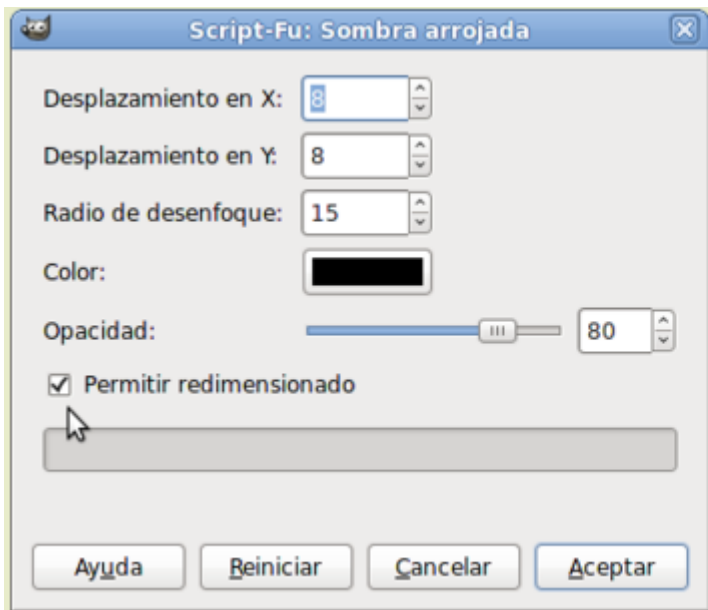 Script-Fu: Sombra arrojada
Desplazamiento en X: 8
Desplazamiento en Y: 8
Radio de desenfoque: 15
Color:
Opacidad: 80
Permitir redimensionado
Ayuda Reiniciar Cancelar Aceptar